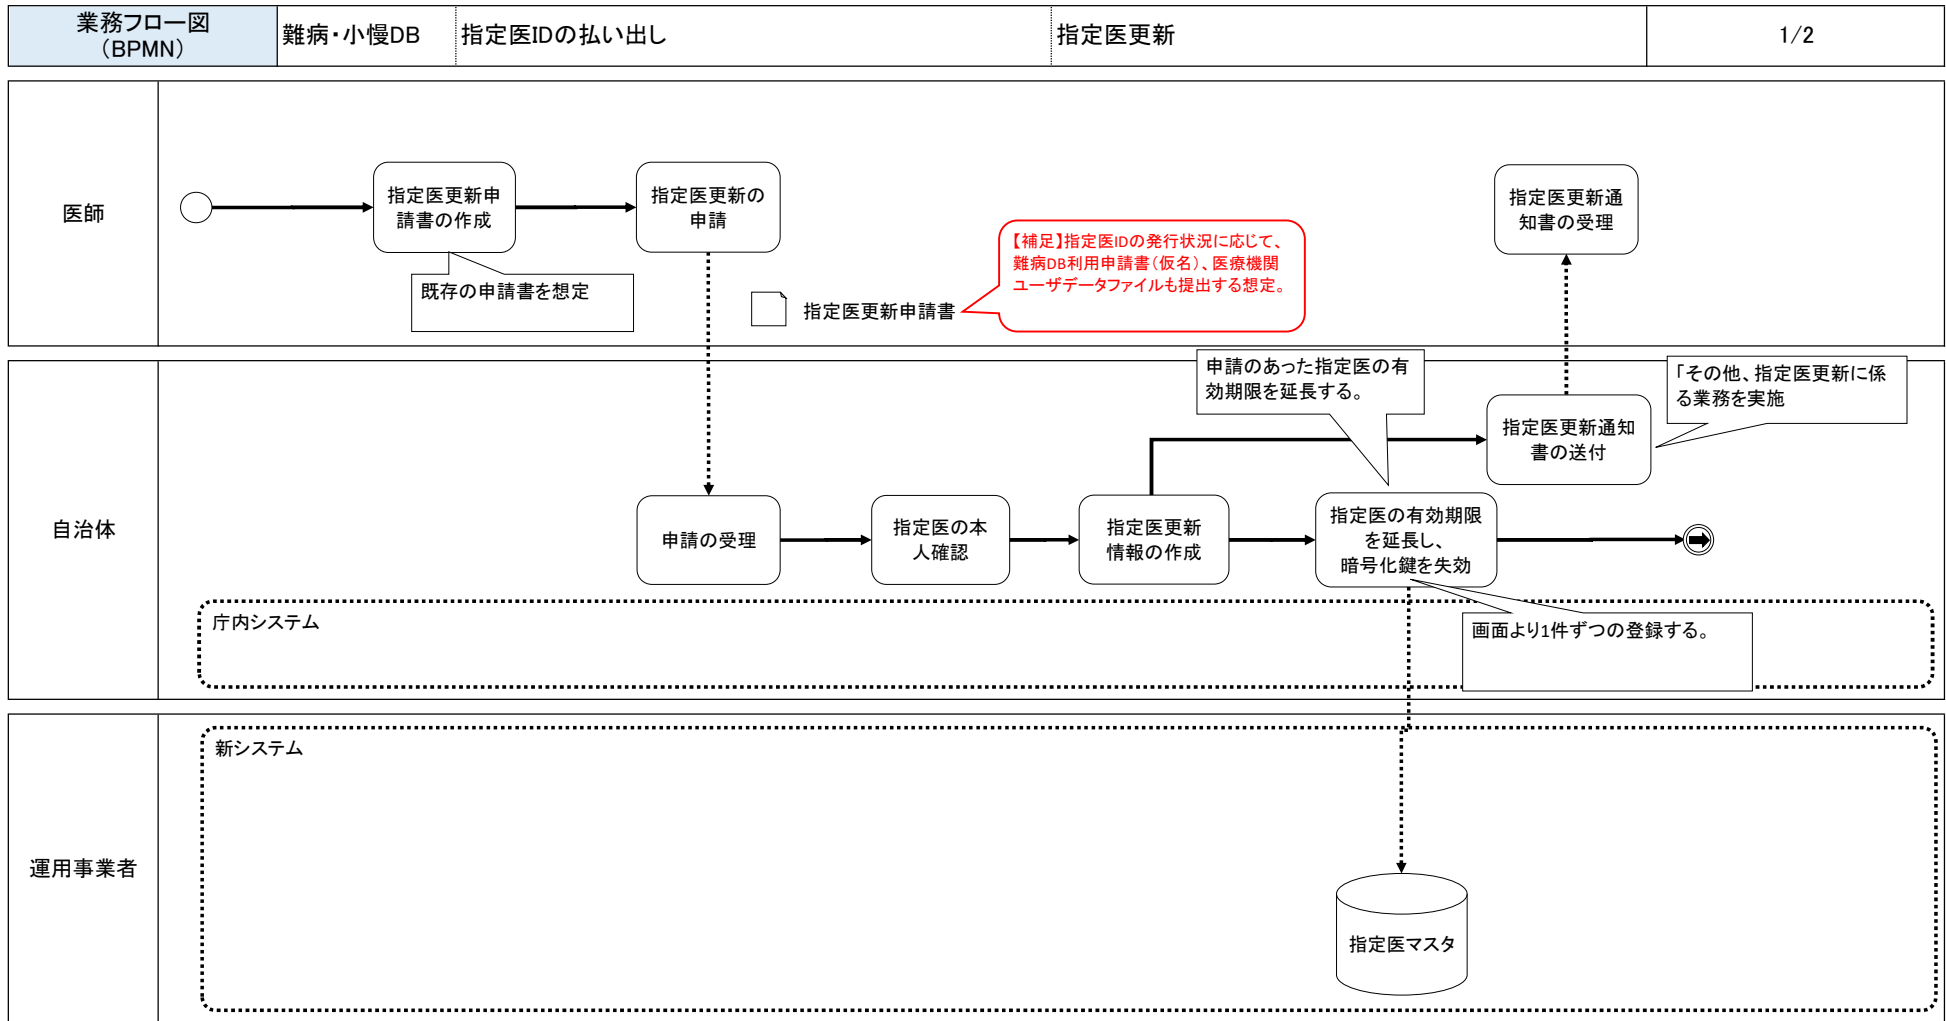 業務フロー図
(BPMN)
難病・小慢DB
指定医IDの払い出し
指定医更新
1/2
医師
指定医更新申
請書の作成
指定医更新の
申請
既存の申請書を想定
指定医更新申請書
【補足】指定医IDの発行状況に応じて、
難病DB利用申請書(仮名)、医療機関
ユーザデータファイルも提出する想定。
指定医更新通
知書の受理
自治体
申請のあった指定医の有
効期限を延長する。
「その他、指定医更新に係
る業務を実施
指定医更新通知
書の送付
申請の受理
指定医の本
人確認
指定医更新
情報の作成
指定医の有効期限
を延長し、
暗号化鍵を失効
庁内システム
画面より1件ずつの登録する。
運用事業者
新システム
指定医マスタ